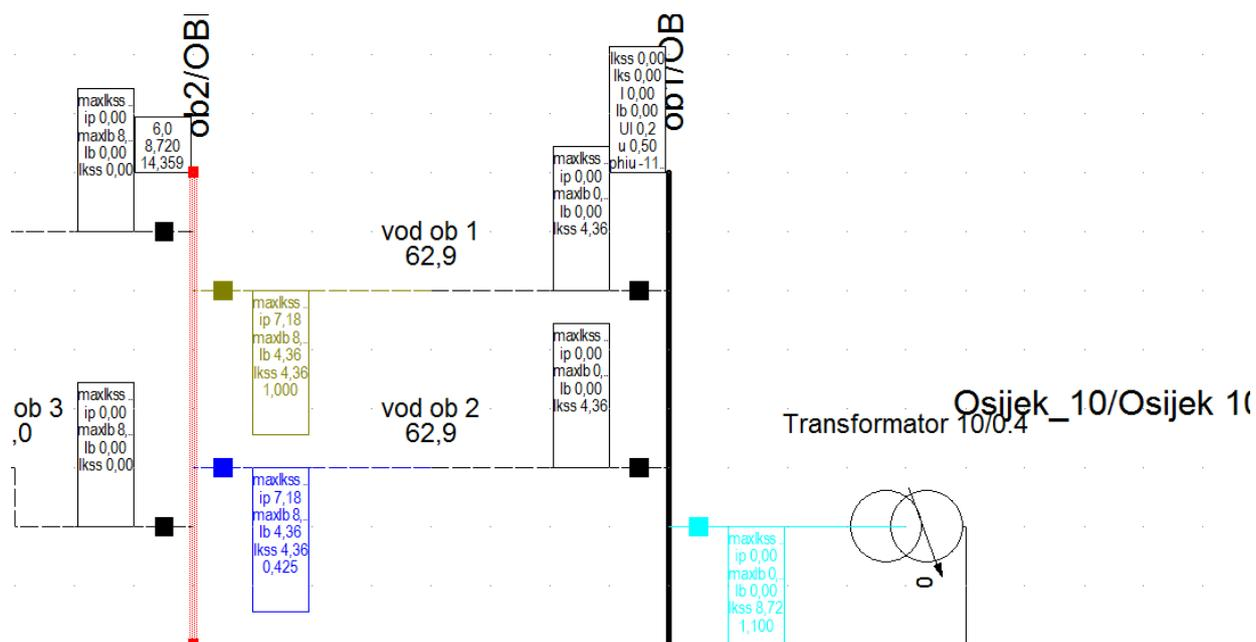 ob2/OB
ob1/OB
maxIkss ..
ip 0,00
maxIb 8,..
Ib 0,00
Ikss 0,00
6,0
8,720
14,359
Ikss 0,00
Iks 0,00
I 0,00
Ib 0,00
Ul 0,2
u 0,50
phiu -11..
maxIkss ..
ip 0,00
maxIb 0,..
Ib 0,00
Ikss 4,36
vod ob 1
62,9
maxIkss ..
ip 7,18
maxIb 8,..
Ib 4,36
Ikss 4,36
1,000
maxIkss ..
ip 0,00
maxIb 0,..
Ib 0,00
Ikss 4,36
ob 3
,0
maxIkss ..
ip 0,00
maxIb 8,..
Ib 0,00
Ikss 0,00
vod ob 2
62,9
Osijek_10/Osijek 10
Transformator 10/0.4
maxIkss ..
ip 7,18
maxIb 8,..
Ib 4,36
Ikss 4,36
0,425
maxIkss ..
ip 0,00
maxIb 0,..
Ib 0,00
Ikss 8,72
1,100
0